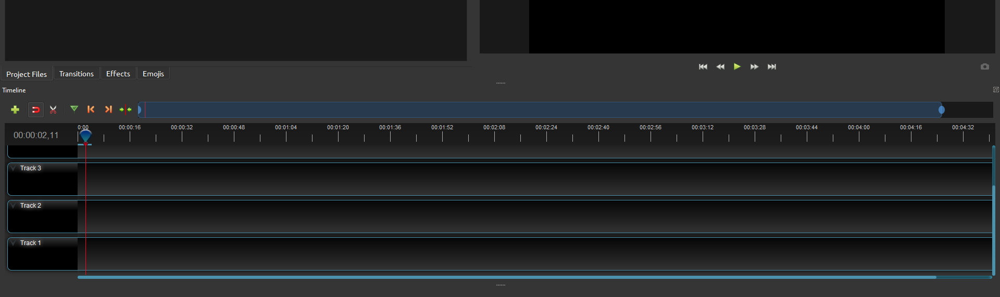 Project Files Transitions Effects Emojis
Timeline
0:00 00:00:16 00:00:32 00:00:48 00:01:04 00:01:20 00:01:36 00:01:52 00:02:08 00:02:24 00:02:40 00:02:56 00:03:12 00:03:28 00:03:44 00:04:00 00:04:16 00:04:32
00:00:02,11
Track 3
Track 2
Track 1